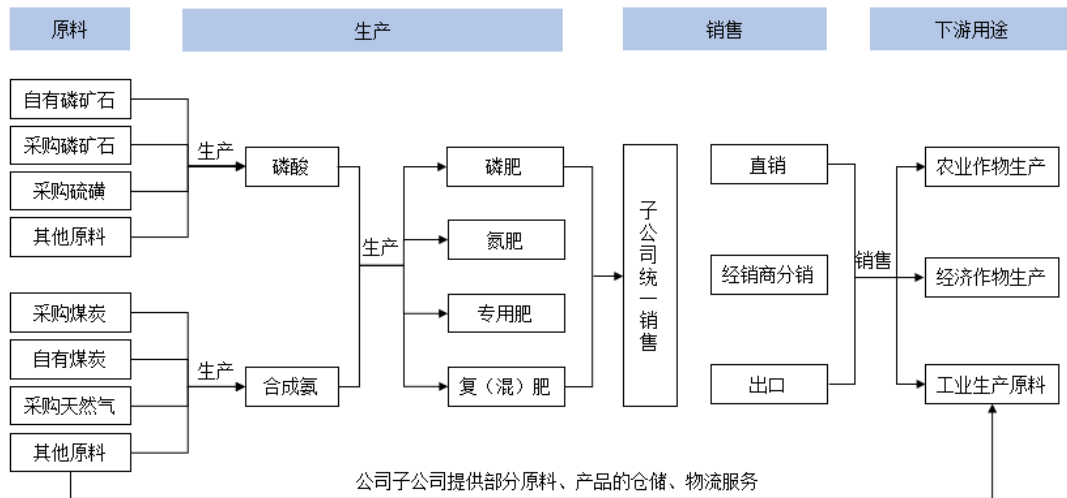 原料
生产
销售
下游用途
自有磷矿石
采购磷矿石
采购硫磺
其他原料
生产
磷酸
采购煤炭
自有煤炭
采购天然气
其他原料
生产
合成氨
生产
磷肥
氮肥
专用肥
复（混）肥
子公司统一销售
直销
经销商分销
出口
销售
农业作物生产
经济作物生产
工业生产原料
公司子公司提供部分原料、产品的仓储、物流服务